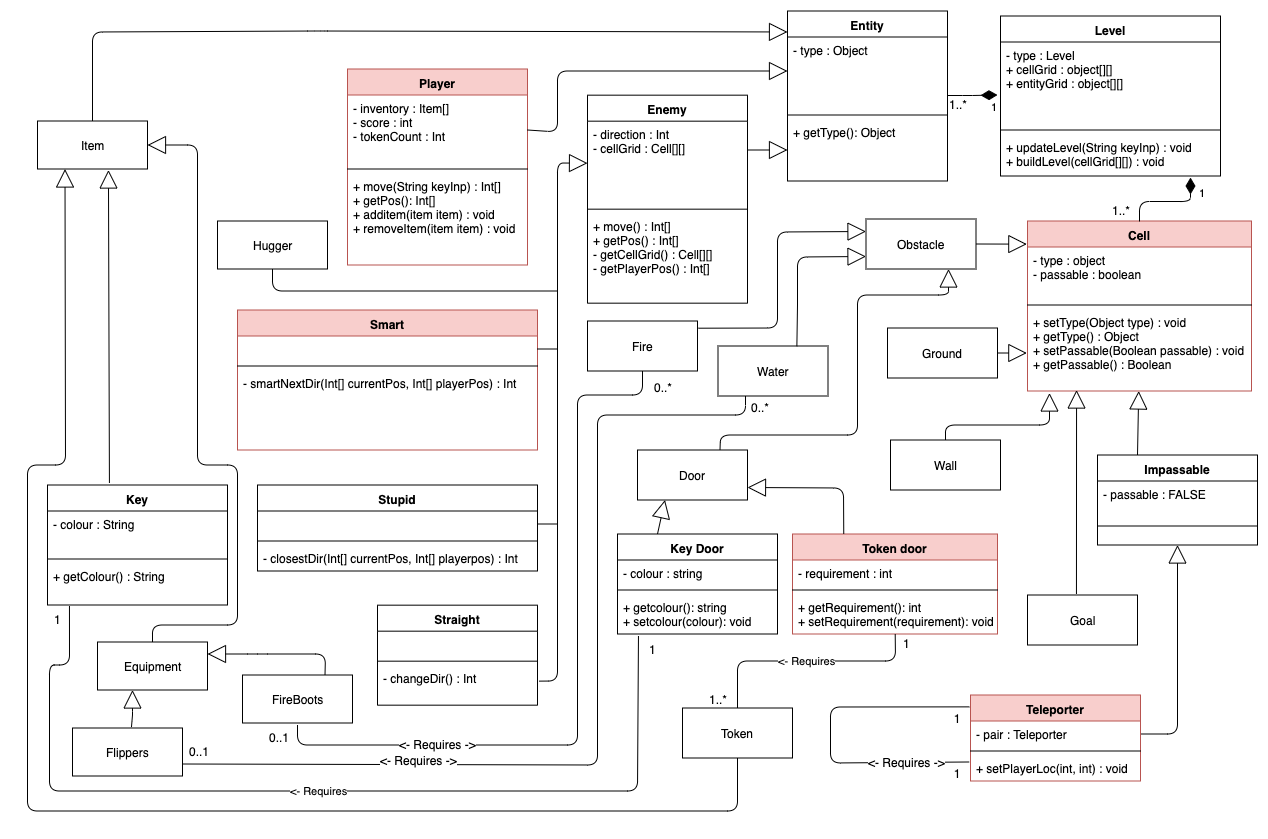 Entity
- type : Object
+ getType(): Object
Level
- type : Level
+ cellGrid : object[][]
+ entityGrid : object[][]
+ updateLevel(String keyInp) : void
+ buildLevel(cellGrid[][]) : void
1..*
1
Player
- inventory : Item[]
- score : int
- tokenCount : Int
+ move(String keyInp) : Int[]
+ getPos(): Int[]
+ additem(item item) : void
+ removeItem(item item) : void
Enemy
- direction : Int
- cellGrid : Cell[][]
+ move() : Int[]
+ getPos() : Int[]
- getCellGrid() : Cell[][]
- getPlayerPos() : Int[]
Item
1
1..*
Hugger
Obstacle
Cell
- type : object
- passable : boolean
+ setType(Object type) : void
+ getType() : Object
+ setPassable(Boolean passable) : void
+ getPassable() : Boolean
Smart
- smartNextDir(Int[] currentPos, Int[] playerPos) : Int
Fire
0..*
Water
0..*
Ground
Wall
Door
Impassable
- passable : FALSE
Key
- colour : String
+ getColour() : String
1
Stupid
- closestDir(Int[] currentPos, Int[] playerpos) : Int
Key Door
- colour : string
+ getcolour(): string
+ setcolour(colour): void
1
Token door
- requirement : int
+ getRequirement(): int
+ setRequirement(requirement): void
1
Goal
Straight
- changeDir() : Int
Equipment
<- Requires
FireBoots
0..1
1..*
Token
Teleporter
- pair : Teleporter
+ setPlayerLoc(int, int) : void
1
<- Requires ->
1
Flippers
0..1
<- Requires ->
<- Requires ->
<- Requires